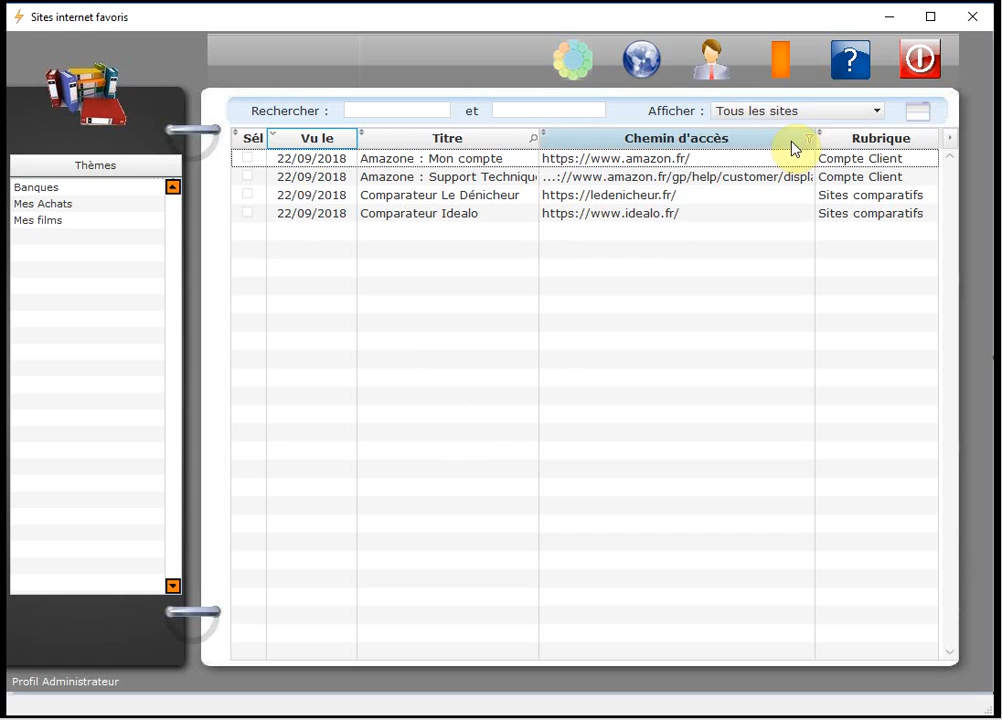 Sites internet favoris
?
Rechercher :
et
Afficher :
Tous les sites
Thèmes
Banques
Mes Achats
Mes films
Sél
Vu le
Titre
Chemin d'accès
Rubrique
22/09/2018 Amazone : Mon compte https://www.amazon.fr/ Compte Client
22/09/2018 Amazone : Support Techniqu ...://www.amazon.fr/gp/help/customer/displ Compte Client
22/09/2018 Comparateur Le Dénicheur https://ledenicheur.fr/ Sites comparatifs
22/09/2018 Comparateur Idealo https://www.idealo.fr/ Sites comparatifs
Profil Administrateur